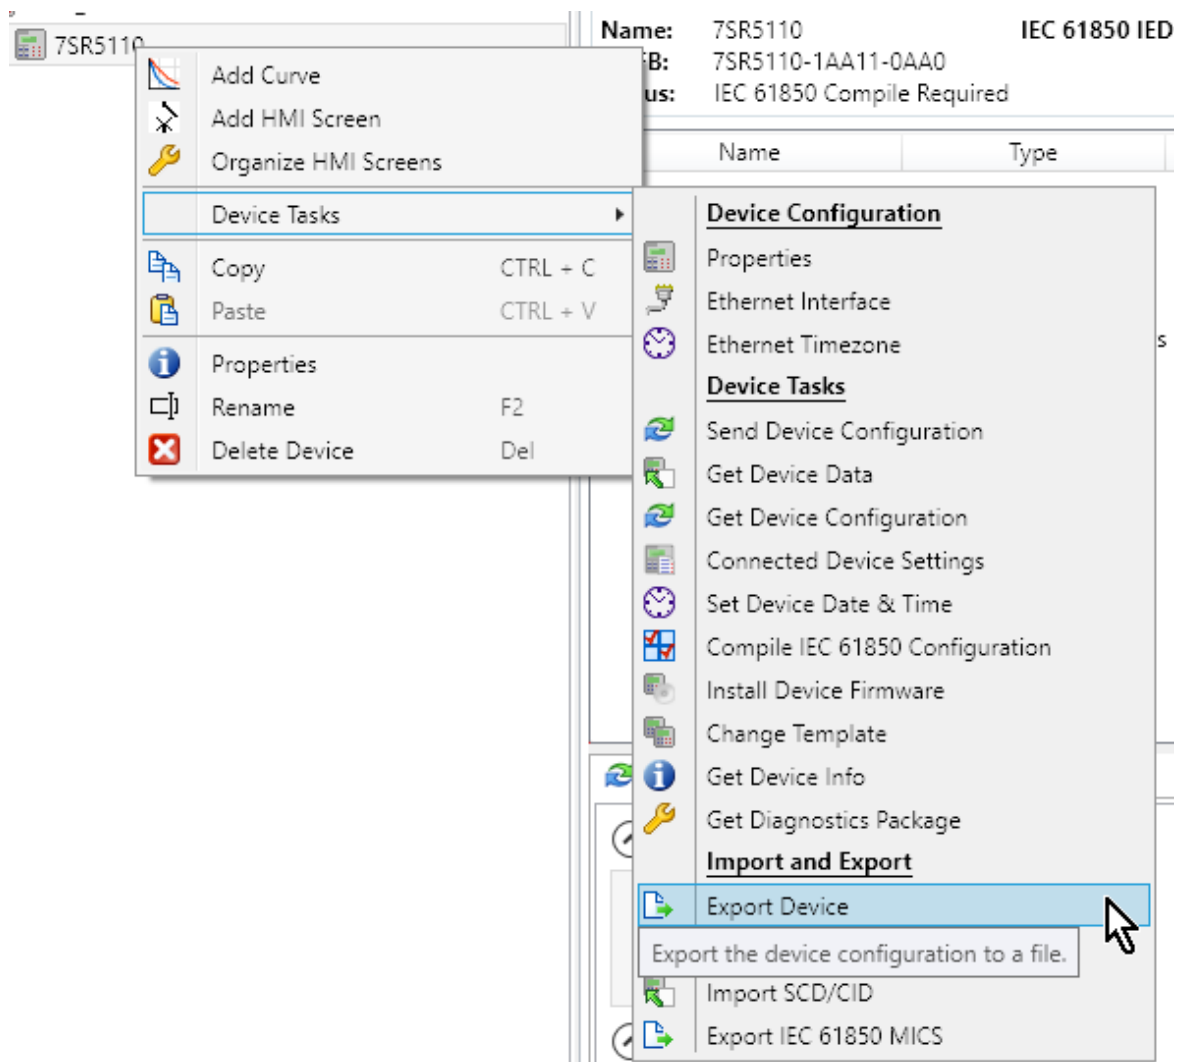 7SR5110
Name: 7SR5110 IEC 61850 IED
FB: 7SR5110-1AA11-0AA0
us: IEC 61850 Compile Required
Name Type
Add Curve
Add HMI Screen
Organize HMI Screens
Device Tasks
Copy CTRL + C
Paste CTRL + V
Properties
Rename F2
Delete Device Del
Device Configuration
Properties
Ethernet Interface
Ethernet Timezone
s
Device Tasks
Send Device Configuration
Get Device Data
Get Device Configuration
Connected Device Settings
Set Device Date & Time
Compile IEC 61850 Configuration
Install Device Firmware
Change Template
Get Device Info
Get Diagnostics Package
Import and Export
Export Device
Export the device configuration to a file.
Import SCD/CID
Export IEC 61850 MICS